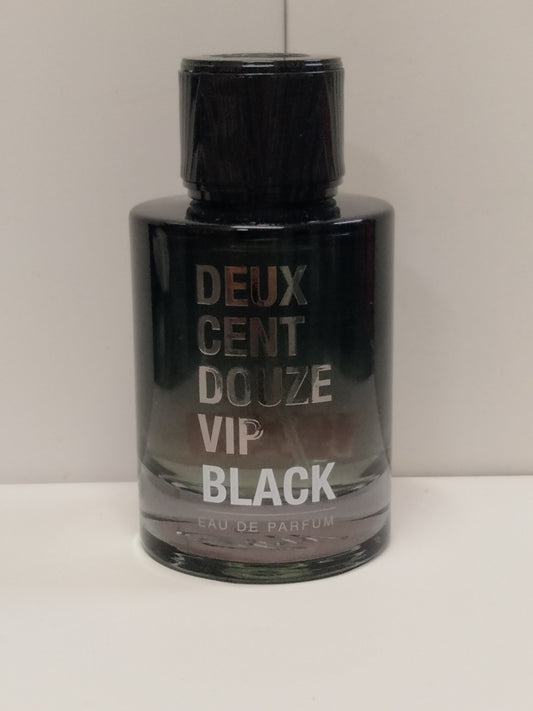 DEUX
CENT
DOUZE
VIP
BLACK
EAU DE PARFUM